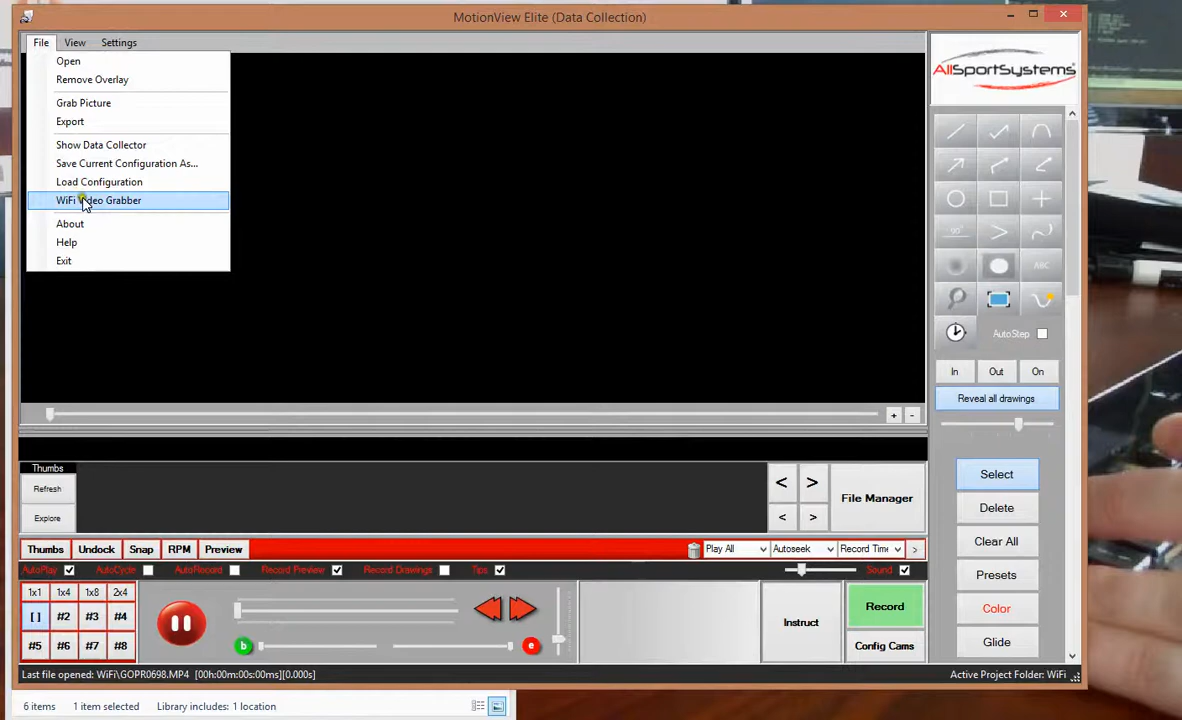 MotionView Elite (Data Collection)
File View Settings
AllSportSystems
Open
Remove Overlay
Grab Picture
Export
Show Data Collector
Save Current Configuration As...
Load Configuration
WiFi Video Grabber
About
Help
Exit
90°
ABC
AutoStep
In Out On
Reveal all drawings
+ -
Thumbs
Refresh
Explore
< >
< >
File Manager
Select
Delete
Clear All
Presets
Color
Glide
Thumbs Undock Snap RPM Preview
Play All Autoseek Record Time >
AutoPlay AutoCycle AutoRecord Record Preview Record Drawings Tips Sound
1x1 1x4 1x8 2x4
[ ] #2 #3 #4
#5 #6 #7 #8
b e
Instruct
Record
Config Cams
Last file opened: WiFi\GOPR0698.MP4 [00h:00m:00s:00ms][0.000s]
Active Project Folder: WiFi
6 items 1 item selected Library includes: 1 location